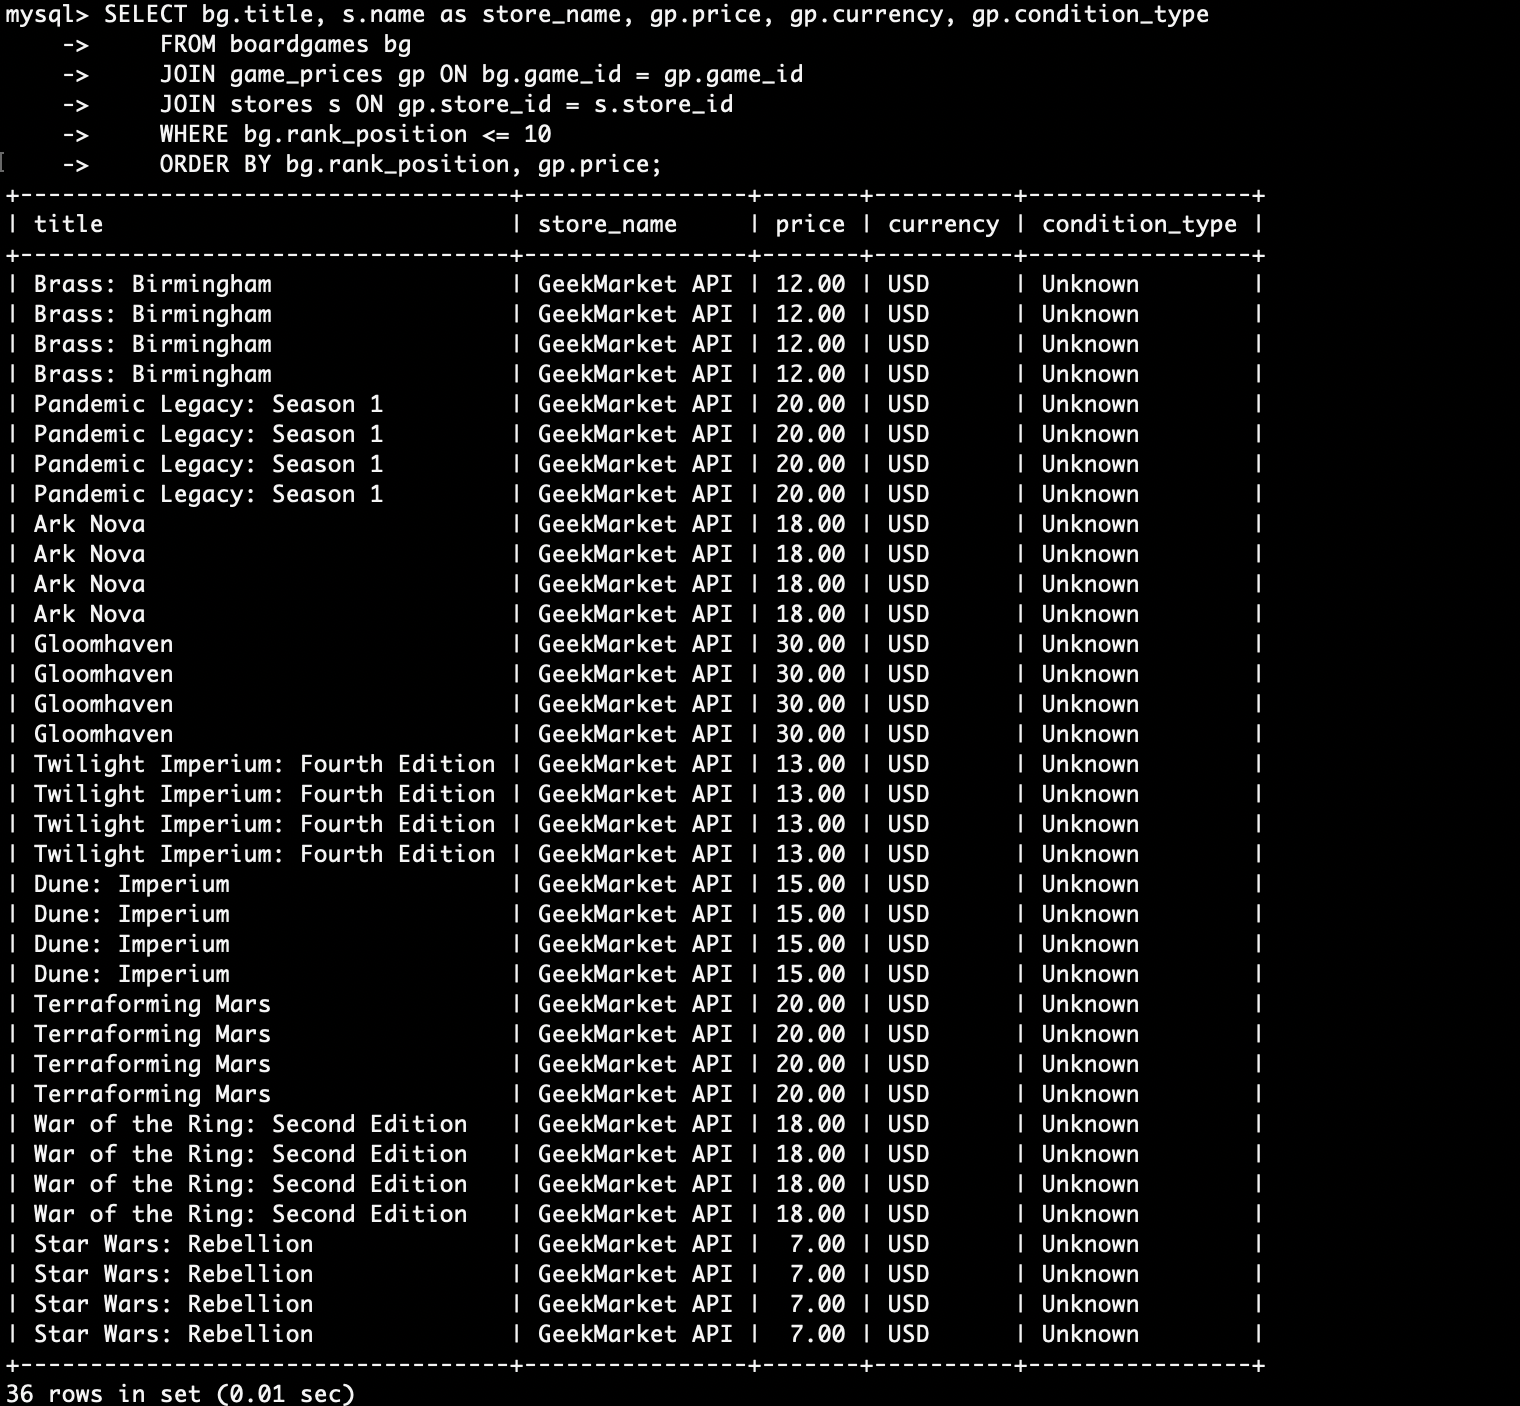 mysql> SELECT bg.title, s.name as store_name, gp.price, gp.currency, gp.condition_type
    ->     FROM boardgames bg
    ->     JOIN game_prices gp ON bg.game_id = gp.game_id
    ->     JOIN stores s ON gp.store_id = s.store_id
    ->     WHERE bg.rank_position <= 10
    ->     ORDER BY bg.rank_position, gp.price;
+-----------------------------------+----------------+-------+----------+----------------+
| title                             | store_name     | price | currency | condition_type |
+-----------------------------------+----------------+-------+----------+----------------+
| Brass: Birmingham                 | GeekMarket API | 12.00 | USD      | Unknown        |
| Brass: Birmingham                 | GeekMarket API | 12.00 | USD      | Unknown        |
| Brass: Birmingham                 | GeekMarket API | 12.00 | USD      | Unknown        |
| Brass: Birmingham                 | GeekMarket API | 12.00 | USD      | Unknown        |
| Pandemic Legacy: Season 1         | GeekMarket API | 20.00 | USD      | Unknown        |
| Pandemic Legacy: Season 1         | GeekMarket API | 20.00 | USD      | Unknown        |
| Pandemic Legacy: Season 1         | GeekMarket API | 20.00 | USD      | Unknown        |
| Pandemic Legacy: Season 1         | GeekMarket API | 20.00 | USD      | Unknown        |
| Ark Nova                          | GeekMarket API | 18.00 | USD      | Unknown        |
| Ark Nova                          | GeekMarket API | 18.00 | USD      | Unknown        |
| Ark Nova                          | GeekMarket API | 18.00 | USD      | Unknown        |
| Ark Nova                          | GeekMarket API | 18.00 | USD      | Unknown        |
| Gloomhaven                        | GeekMarket API | 30.00 | USD      | Unknown        |
| Gloomhaven                        | GeekMarket API | 30.00 | USD      | Unknown        |
| Gloomhaven                        | GeekMarket API | 30.00 | USD      | Unknown        |
| Gloomhaven                        | GeekMarket API | 30.00 | USD      | Unknown        |
| Twilight Imperium: Fourth Edition | GeekMarket API | 13.00 | USD      | Unknown        |
| Twilight Imperium: Fourth Edition | GeekMarket API | 13.00 | USD      | Unknown        |
| Twilight Imperium: Fourth Edition | GeekMarket API | 13.00 | USD      | Unknown        |
| Twilight Imperium: Fourth Edition | GeekMarket API | 13.00 | USD      | Unknown        |
| Dune: Imperium                    | GeekMarket API | 15.00 | USD      | Unknown        |
| Dune: Imperium                    | GeekMarket API | 15.00 | USD      | Unknown        |
| Dune: Imperium                    | GeekMarket API | 15.00 | USD      | Unknown        |
| Dune: Imperium                    | GeekMarket API | 15.00 | USD      | Unknown        |
| Terraforming Mars                 | GeekMarket API | 20.00 | USD      | Unknown        |
| Terraforming Mars                 | GeekMarket API | 20.00 | USD      | Unknown        |
| Terraforming Mars                 | GeekMarket API | 20.00 | USD      | Unknown        |
| Terraforming Mars                 | GeekMarket API | 20.00 | USD      | Unknown        |
| War of the Ring: Second Edition   | GeekMarket API | 18.00 | USD      | Unknown        |
| War of the Ring: Second Edition   | GeekMarket API | 18.00 | USD      | Unknown        |
| War of the Ring: Second Edition   | GeekMarket API | 18.00 | USD      | Unknown        |
| War of the Ring: Second Edition   | GeekMarket API | 18.00 | USD      | Unknown        |
| Star Wars: Rebellion              | GeekMarket API |  7.00 | USD      | Unknown        |
| Star Wars: Rebellion              | GeekMarket API |  7.00 | USD      | Unknown        |
| Star Wars: Rebellion              | GeekMarket API |  7.00 | USD      | Unknown        |
| Star Wars: Rebellion              | GeekMarket API |  7.00 | USD      | Unknown        |
+-----------------------------------+----------------+-------+----------+----------------+
36 rows in set (0.01 sec)